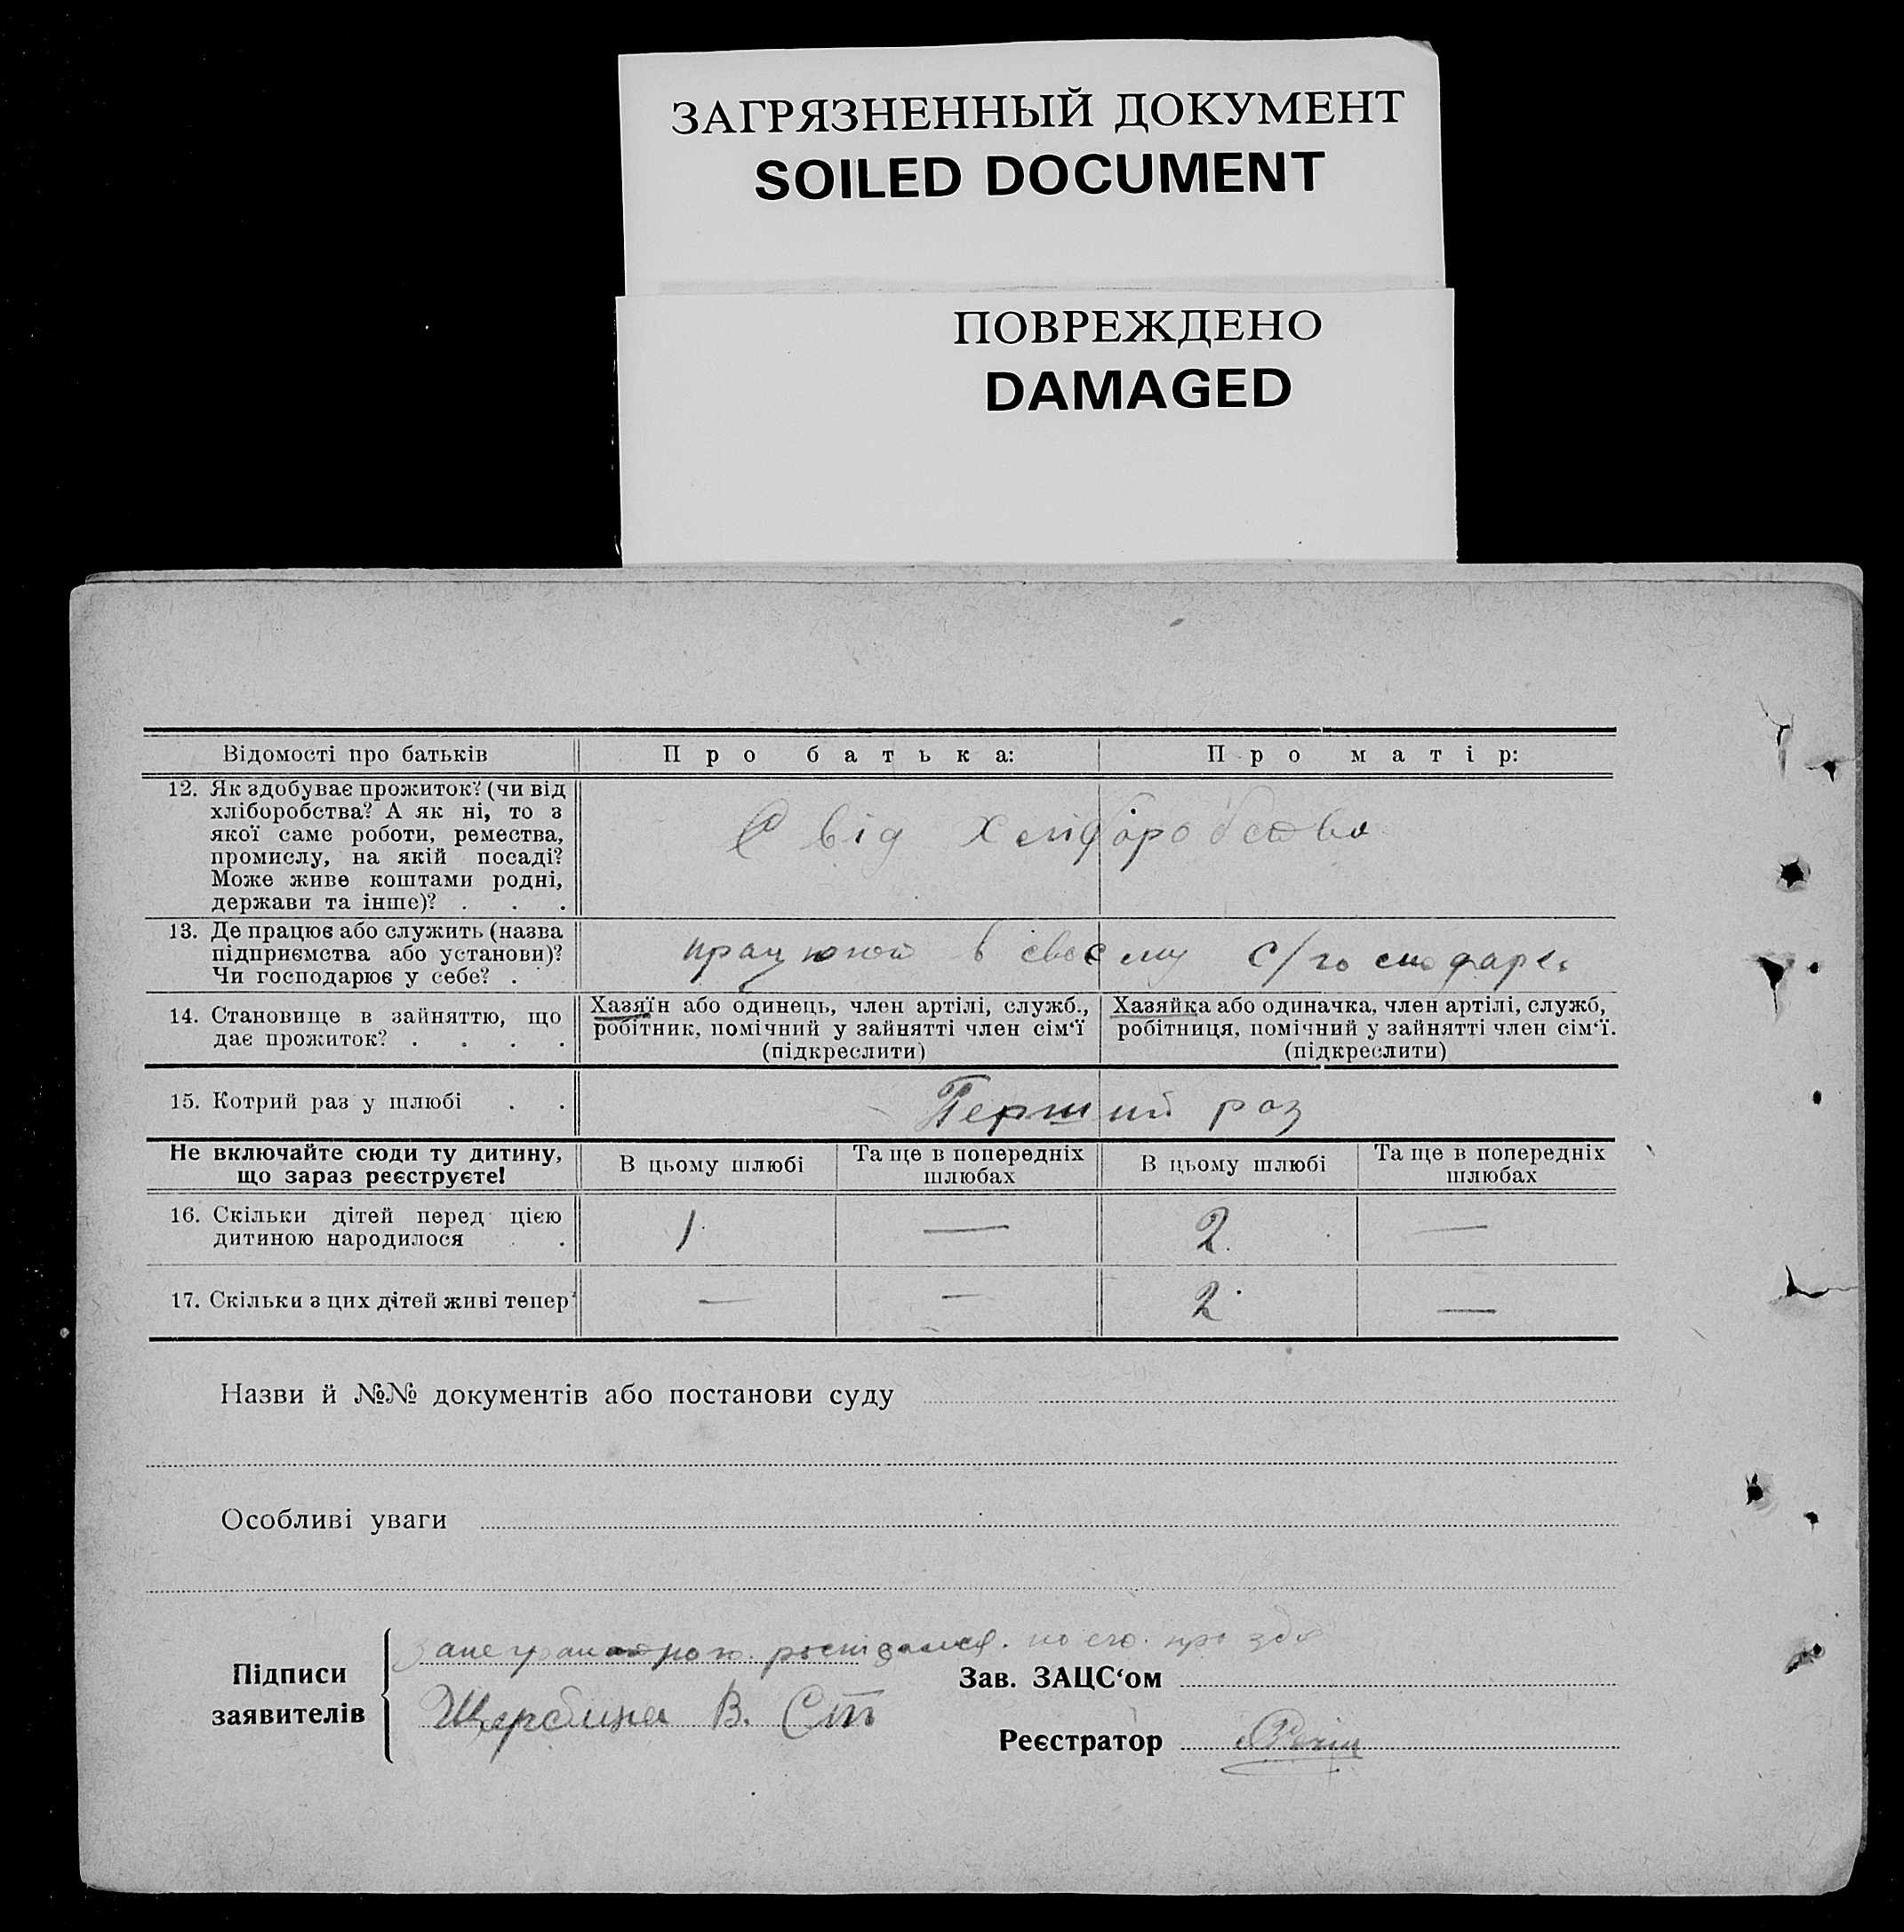 ЗАГРЯЗНЕННЫЙ ДОКУМЕНТ
SOILED DOCUMENT
ПОВРЕЖДЕНО
DAMAGED
Відомості про батьків
Про батька:
Про матір:
12. Як здобуває прожиток? (чи від
хліборобства? А як ні, то з
якої саме роботи, ремества,
промислу, на якій посаді?
Може живе коштами родні,
держави та інше)? . . .
від хліборобства
13. Де працює або служить (назва
підприємства або установи)?
Чи господарює у себе? .
працюют в своєму с/господарс.
14. Становище в зайняттю, що
дає прожиток? . . . .
Хазяїн або одинець, член артілі, служб.,
робітник, помічний у зайнятті член сім‘ї
(підкреслити)
Хазяйка або одиначка, член артілі, служб,
робітниця, помічний у зайнятті член сім‘ї.
(підкреслити)
15. Котрий раз у шлюбі . .
Перший раз
Не включайте сюди ту дитину,
що зараз реєструєте!
В цьому шлюбі
Та ще в попередніх
шлюбах
В цьому шлюбі
Та ще в попередніх
шлюбах
16. Скільки дітей перед цією
дитиною народилося . .
1. — 2. —
17. Скільки з цих дітей живі тепер?
— — 2. —
Назви й №№ документів або постанови суду
Особливі уваги
Підписи
заявителів
Щербина В. Ст
Зав. ЗАЦС‘ом
Реєстратор